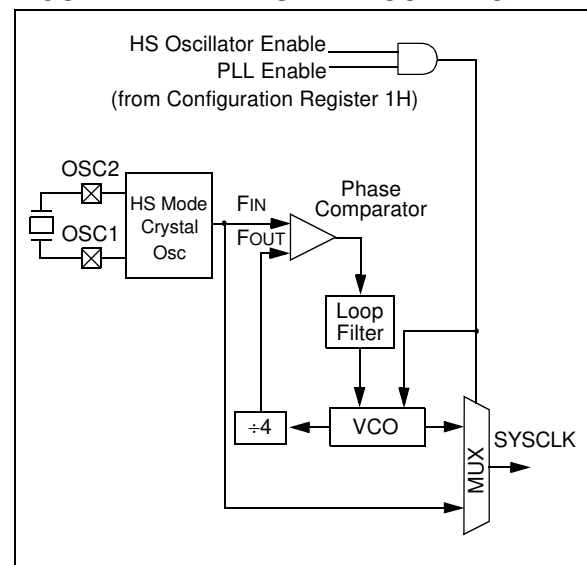 HS Oscillator Enable
PLL Enable
(from Configuration Register 1H)
OSC2
OSC1
HS Mode
Crystal
Osc
FIN
FOUT
Phase
Comparator
Loop
Filter
÷4
VCO
MUX
SYSCLK